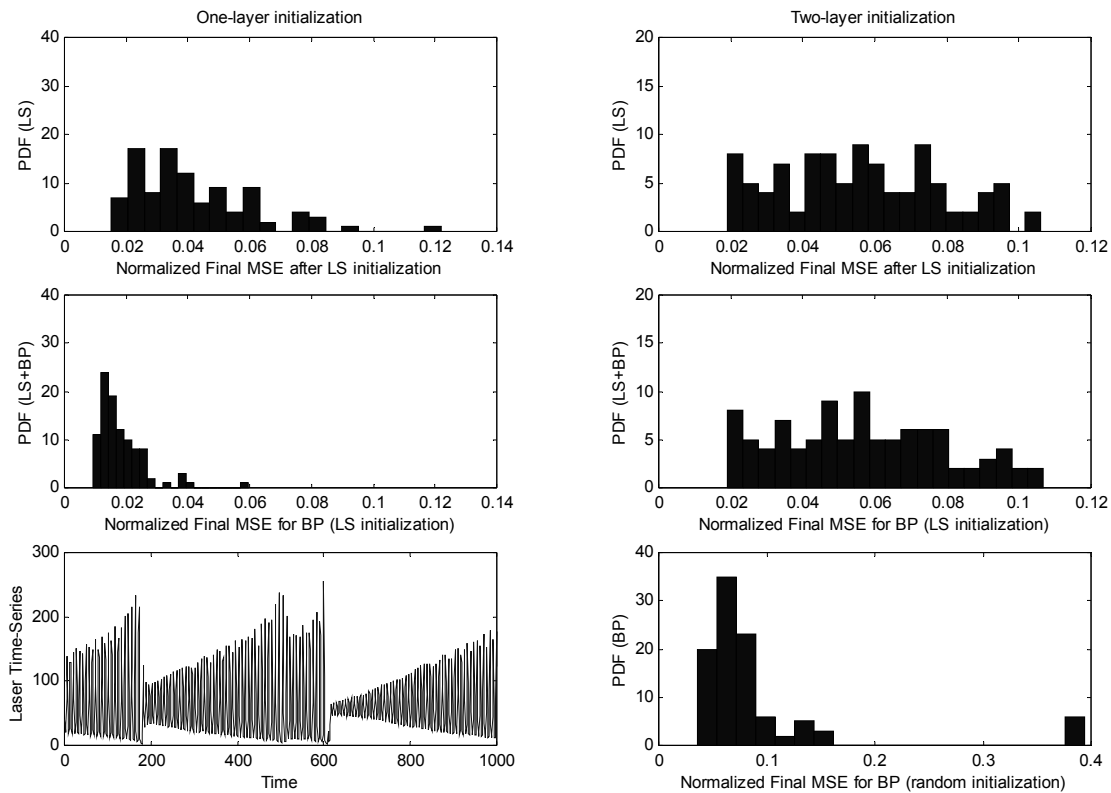 One-layer initialization
40
30
20
10
0
PDF (LS)
0 0.02 0.04 0.06 0.08 0.1 0.12 0.14
Normalized Final MSE after LS initialization
Two-layer initialization
20
15
10
5
0
PDF (LS)
0 0.02 0.04 0.06 0.08 0.1 0.12
Normalized Final MSE after LS initialization
40
30
20
10
0
PDF (LS+BP)
0 0.02 0.04 0.06 0.08 0.1 0.12 0.14
Normalized Final MSE for BP (LS initialization)
20
15
10
5
0
PDF (LS+BP)
0 0.02 0.04 0.06 0.08 0.1 0.12
Normalized Final MSE for BP (LS initialization)
300
200
100
0
Laser Time-Series
0 200 400 600 800 1000
Time
40
30
20
10
0
PDF (BP)
0 0.1 0.2 0.3 0.4
Normalized Final MSE for BP (random initialization)